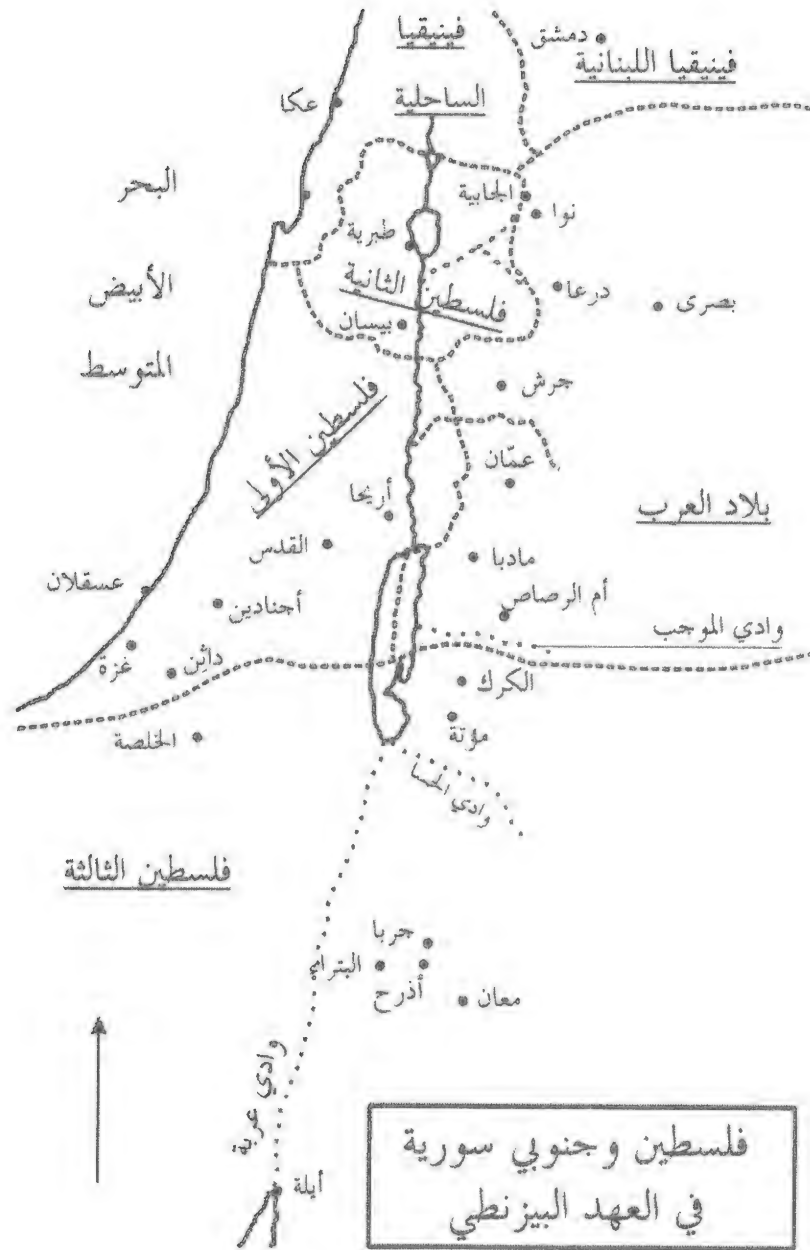 فينيقيا
الساحلية
دمشق
فينيقيا اللبنانية
عكا
البحر
الأبيض
المتوسط
الجابية
نوا
طبرية
فلسطين الثانية
درعا
بصرى
بيسان
جرش
فلسطين الأولى
عمّان
أريحا
بلاد العرب
القدس
مادبا
عسقلان
أجنادين
أم الرصاص
وادي الموجب
غزة
داثن
الكرك
الخلصة
مؤتة
وادي الحسا
فلسطين الثالثة
جربا
البتراء
أذرح
معان
وادي عربة
أيلة
فلسطين وجنوبي سورية
في العهد البيزنطي